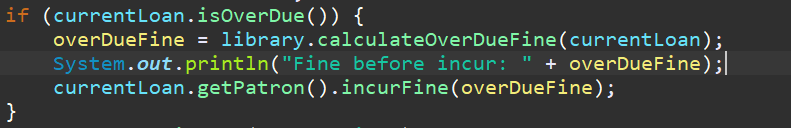 if (currentLoan.isOverDue()) {
    overDueFine = library.calculateOverDueFine(currentLoan);
    System.out.println("Fine before incur: " + overDueFine);
    currentLoan.getPatron().incurFine(overDueFine);
}